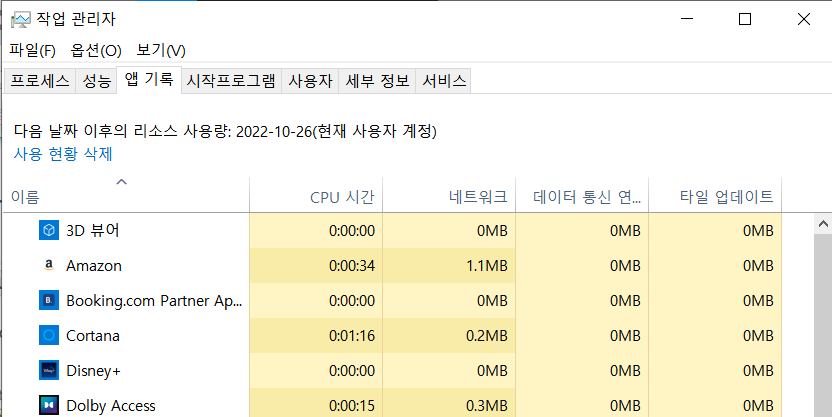 작업 관리자
파일(F) 옵션(O) 보기(V)
프로세스 성능 앱 기록 시작프로그램 사용자 세부 정보 서비스
다음 날짜 이후의 리소스 사용량: 2022-10-26(현재 사용자 계정)
사용 현황 삭제
이름 CPU 시간 네트워크 데이터 통신 연... 타일 업데이트
3D 뷰어 0:00:00 0MB 0MB 0MB
Amazon 0:00:34 1.1MB 0MB 0MB
Booking.com Partner Ap... 0:00:00 0MB 0MB 0MB
Cortana 0:01:16 0.2MB 0MB 0MB
Disney+ 0:00:00 0MB 0MB 0MB
Dolby Access 0:00:15 0.3MB 0MB 0MB